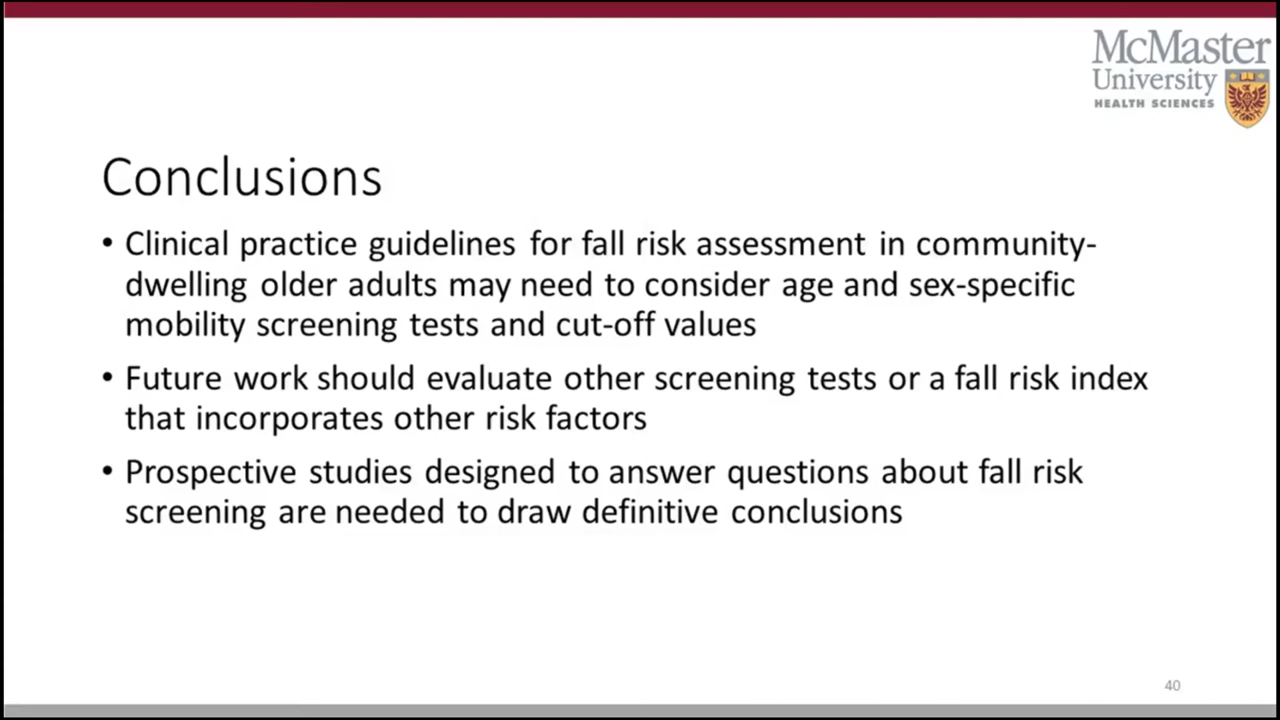 McMaster
University
HEALTH SCIENCES
Conclusions
• Clinical practice guidelines for fall risk assessment in community-
dwelling older adults may need to consider age and sex-specific
mobility screening tests and cut-off values
• Future work should evaluate other screening tests or a fall risk index
that incorporates other risk factors
• Prospective studies designed to answer questions about fall risk
screening are needed to draw definitive conclusions
40